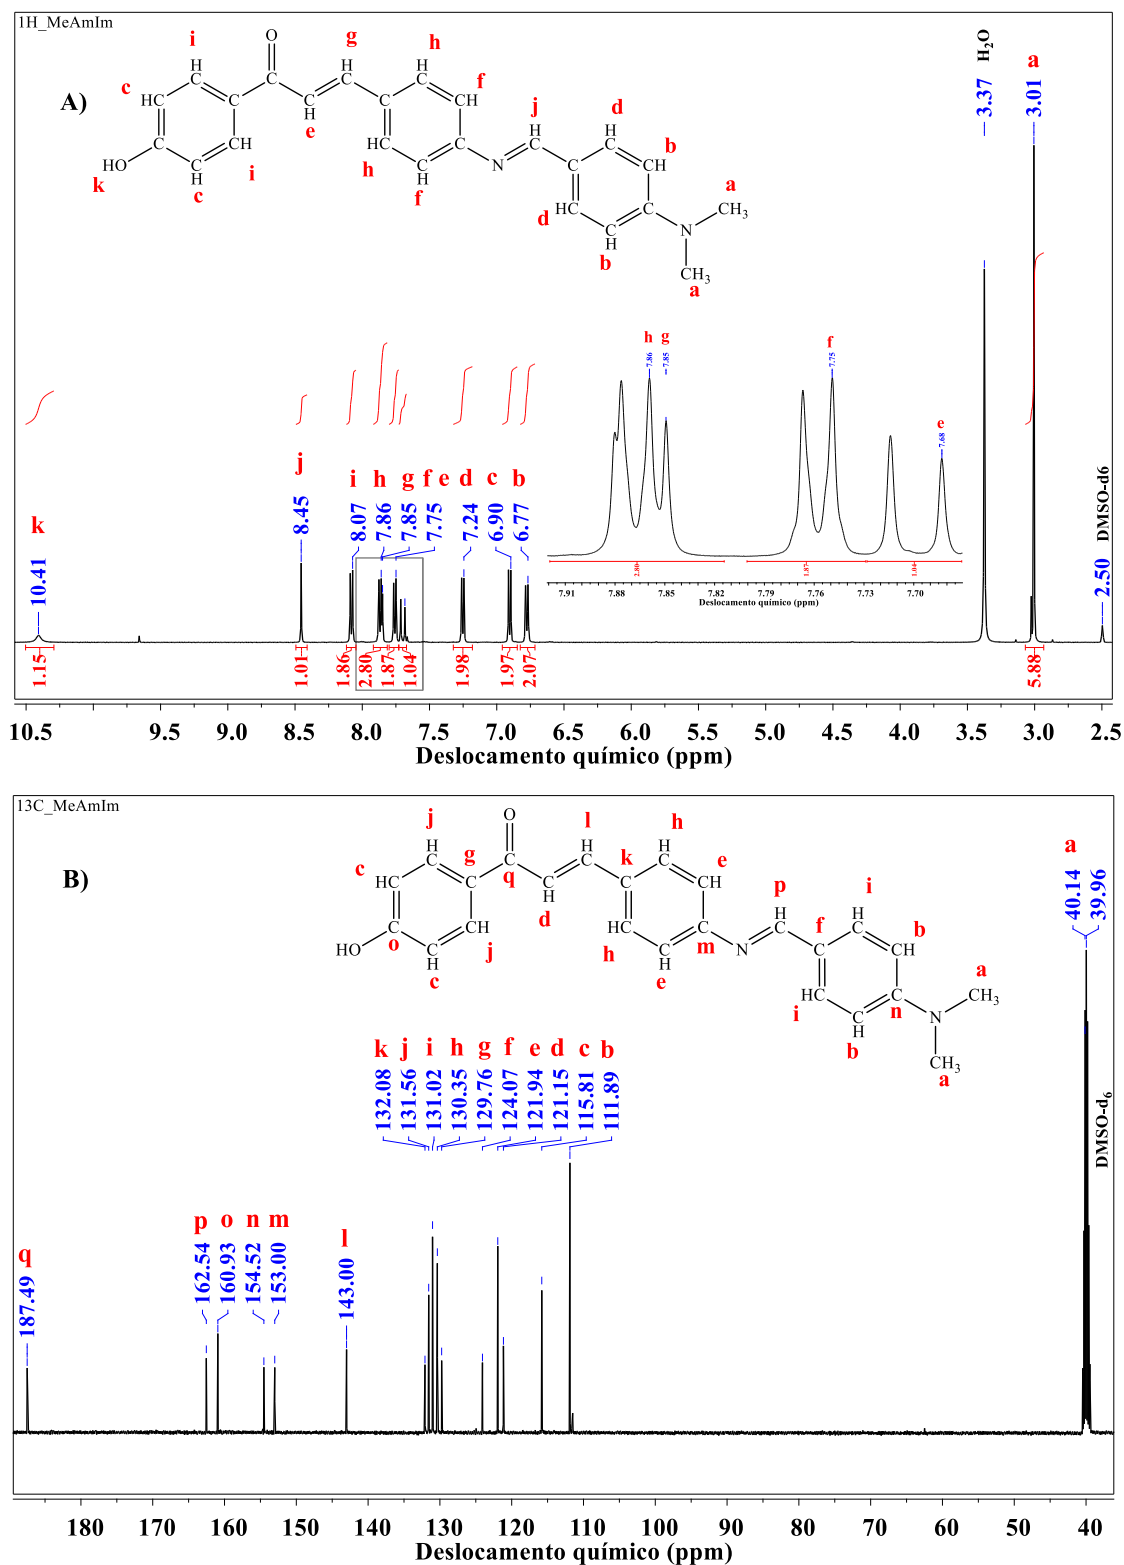 1H_MeAmIm
A)
i O g h
c H H H
HC CH f
e j d
HO N H b
k c i h f
CH CH₃ a
N
CH₃
a
H₂O
3.37
a
3.01
DMSO-d6
2.50
k
10.41
j
8.45
i h g f e d c b
8.07 7.86 7.85 7.75 7.24 6.90 6.77
h g f e
7.86 7.85 7.75 7.68
2.80 1.87 1.04
7.91 7.88 7.85 7.82 7.79 7.76 7.73 7.70
Deslocamento químico (ppm)
1.15 1.01 1.86 2.80 1.87 1.04 1.98 1.97 2.07 5.88
10.5 9.5 9.0 8.5 8.0 7.5 7.0 6.5 6.0 5.5 5.0 4.5 4.0 3.5 3.0 2.5
Deslocamento químico (ppm)
13C_MeAmIm
B)
j O l h
c g q k e
H H H
HC CH p i
HO o d h m N f b
c j e
i n a
b N CH₃
CH₃
a
a
40.14 39.96
DMSO-d₆
k j i h g f e d c b
132.08 131.56 131.02 130.35 129.76 124.07 121.94 121.15 115.81 111.89
q
187.49
p o n m
162.54 160.93 154.52 153.00
l
143.00
180 170 160 150 140 130 120 110 100 90 80 70 60 50 40
Deslocamento químico (ppm)